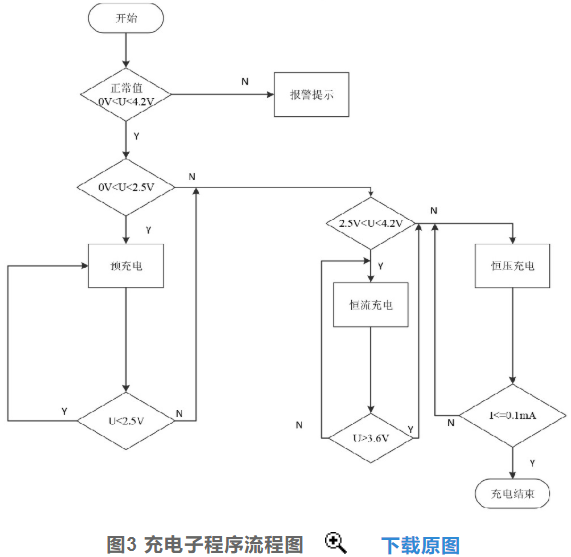 开始
正常值
0V<U<4.2V
N
报警提示
Y
0V<U<2.5V
N
Y
预充电
Y
U<2.5V
N
2.5V<U<4.2V
N
Y
恒流充电
N
U>3.6V
Y
恒压充电
I<=0.1mA
N
Y
充电结束
图3 充电子程序流程图
下载原图